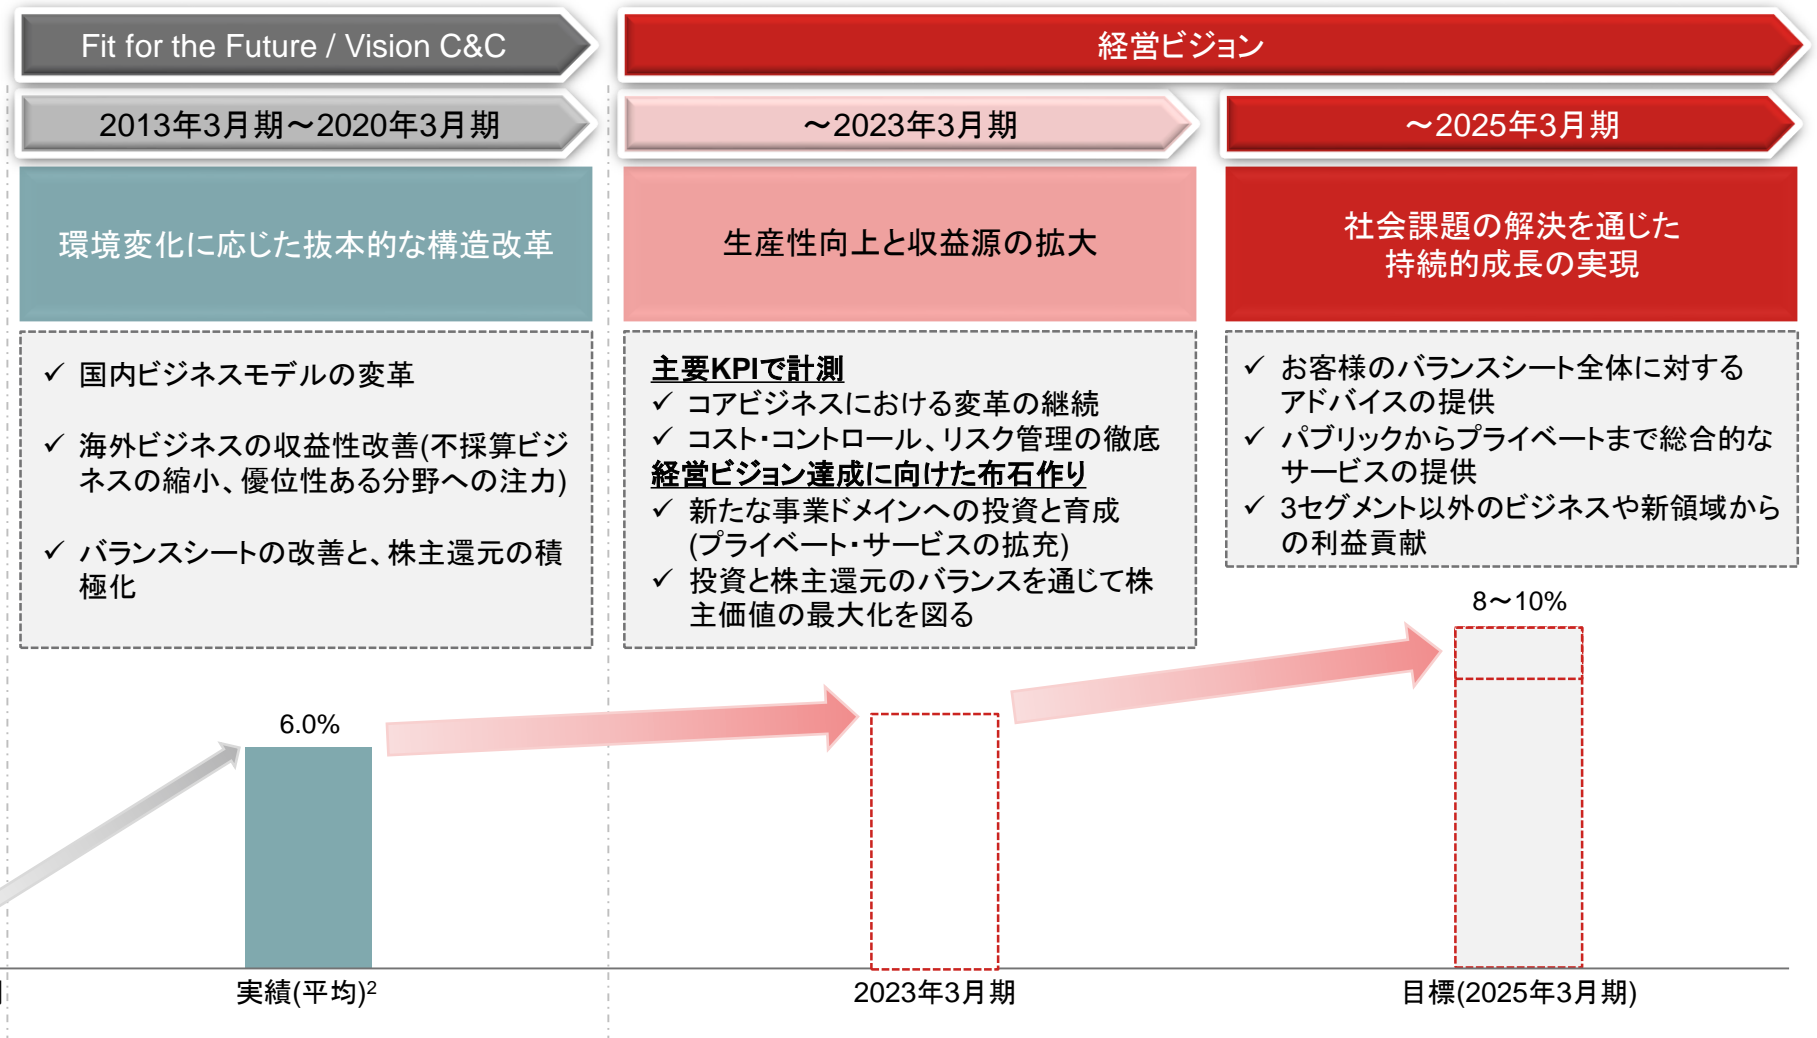 Fit for the Future / Vision C&C
経営ビジョン
2013年3月期～2020年3月期
～2023年3月期
～2025年3月期
環境変化に応じた抜本的な構造改革
生産性向上と収益源の拡大
社会課題の解決を通じた
持続的成長の実現
✓ 国内ビジネスモデルの変革
✓ 海外ビジネスの収益性改善(不採算ビジ
ネスの縮小、優位性ある分野への注力)
✓ バランスシートの改善と、株主還元の積
極化
主要KPIで計測
✓ コアビジネスにおける変革の継続
✓ コスト・コントロール、リスク管理の徹底
経営ビジョン達成に向けた布石作り
✓ 新たな事業ドメインへの投資と育成
(プライベート・サービスの拡充)
✓ 投資と株主還元のバランスを通じて株
主価値の最大化を図る
✓ お客様のバランスシート全体に対する
アドバイスの提供
✓ パブリックからプライベートまで総合的な
サービスの提供
✓ 3セグメント以外のビジネスや新領域から
の利益貢献
8～10%
6.0%
実績(平均)2
2023年3月期
目標(2025年3月期)